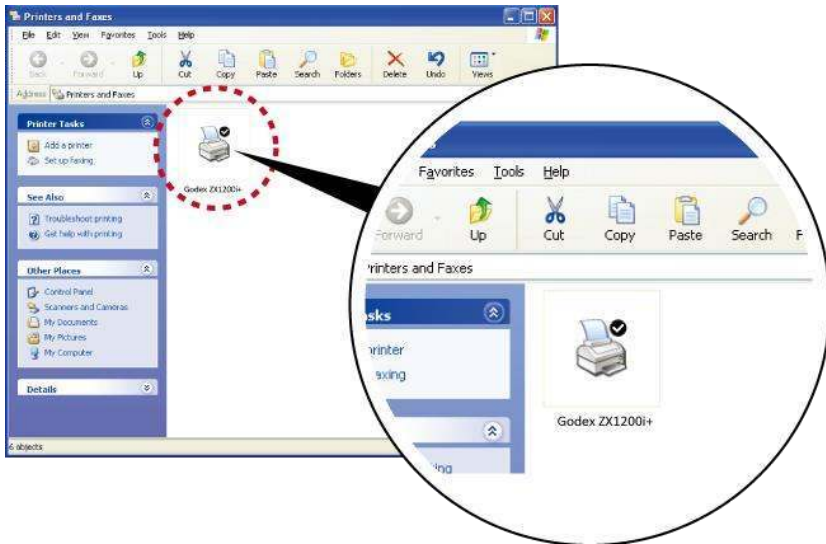 Printers and Faxes
File Edit View Favorites Tools Help
Back Forward Up Cut Copy Paste Search Folders Delete Undo Views
Address Printers and Faxes
Printer Tasks
Add a printer
Set up faxing
See Also
Troubleshoot printing
Get help with printing
Other Places
Control Panel
Scanners and Cameras
My Documents
My Pictures
My Computer
Details
6 objects
Godex ZX1200i+
s
Favorites Tools Help
Forward Up Cut Copy Paste Search F
Printers and Faxes
sks
rinter
axing
ing
Godex ZX1200i+